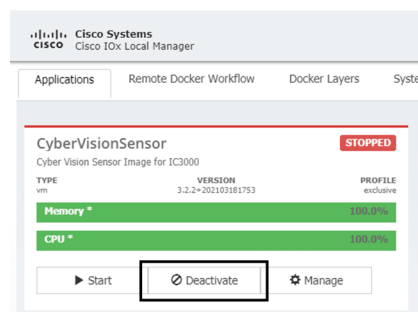 CISCO
Cisco Systems
Cisco IOx Local Manager
Applications Remote Docker Workflow Docker Layers Syste
CyberVisionSensor STOPPED
Cyber Vision Sensor Image for IC3000
TYPE VERSION PROFILE
vm 3.2.2+202103181753 exclusive
Memory * 100.0%
CPU * 100.0%
Start Deactivate Manage